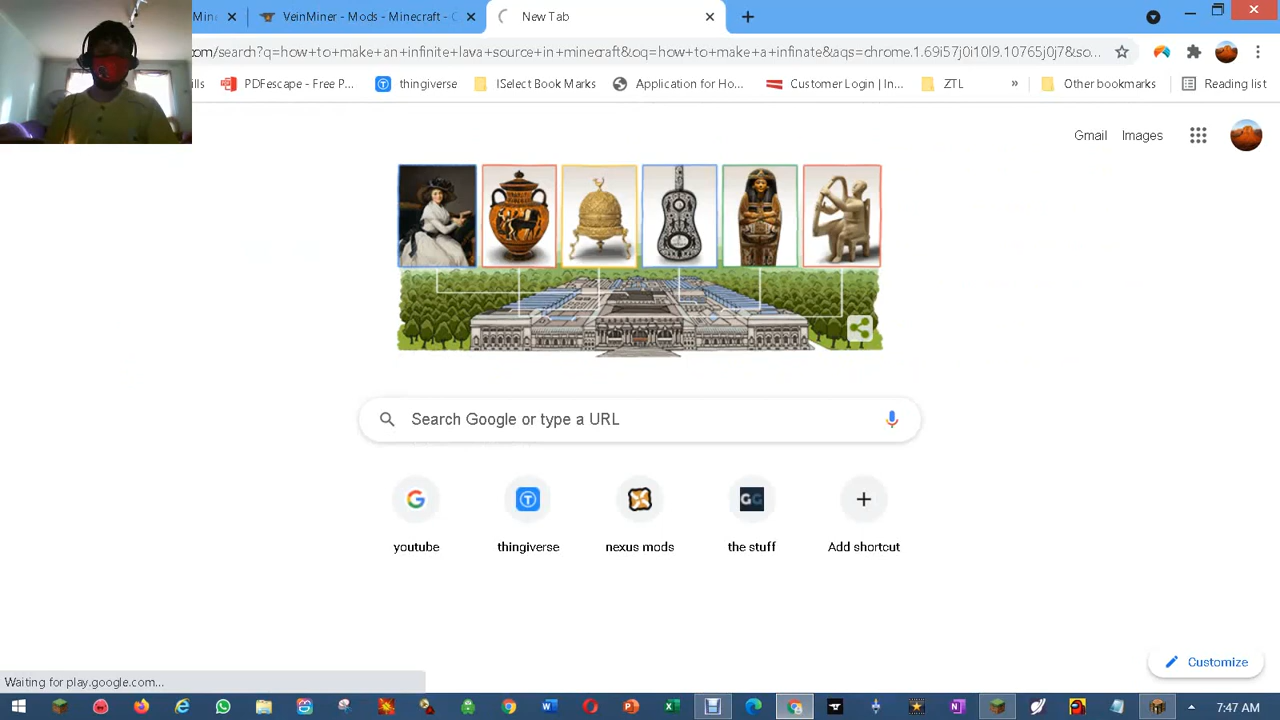 VeinMiner - Mods - Minecraft - C
New Tab
om/search?q=how+to+make+an+infinite+lava+source+in+minecraft&oq=how+to+make+a+infinate&aqs=chrome.1.69i57j0i10l9.10765j0j7&so...
PDFescape - Free P...
thingiverse
ISelect Book Marks
Application for Ho...
Customer Login | In...
ZTL
»
Other bookmarks
Reading list
Gmail
Images
Search Google or type a URL
G
GG
youtube
thingiverse
nexus mods
the stuff
Add shortcut
Customize
Waiting for play.google.com...
7:47 AM